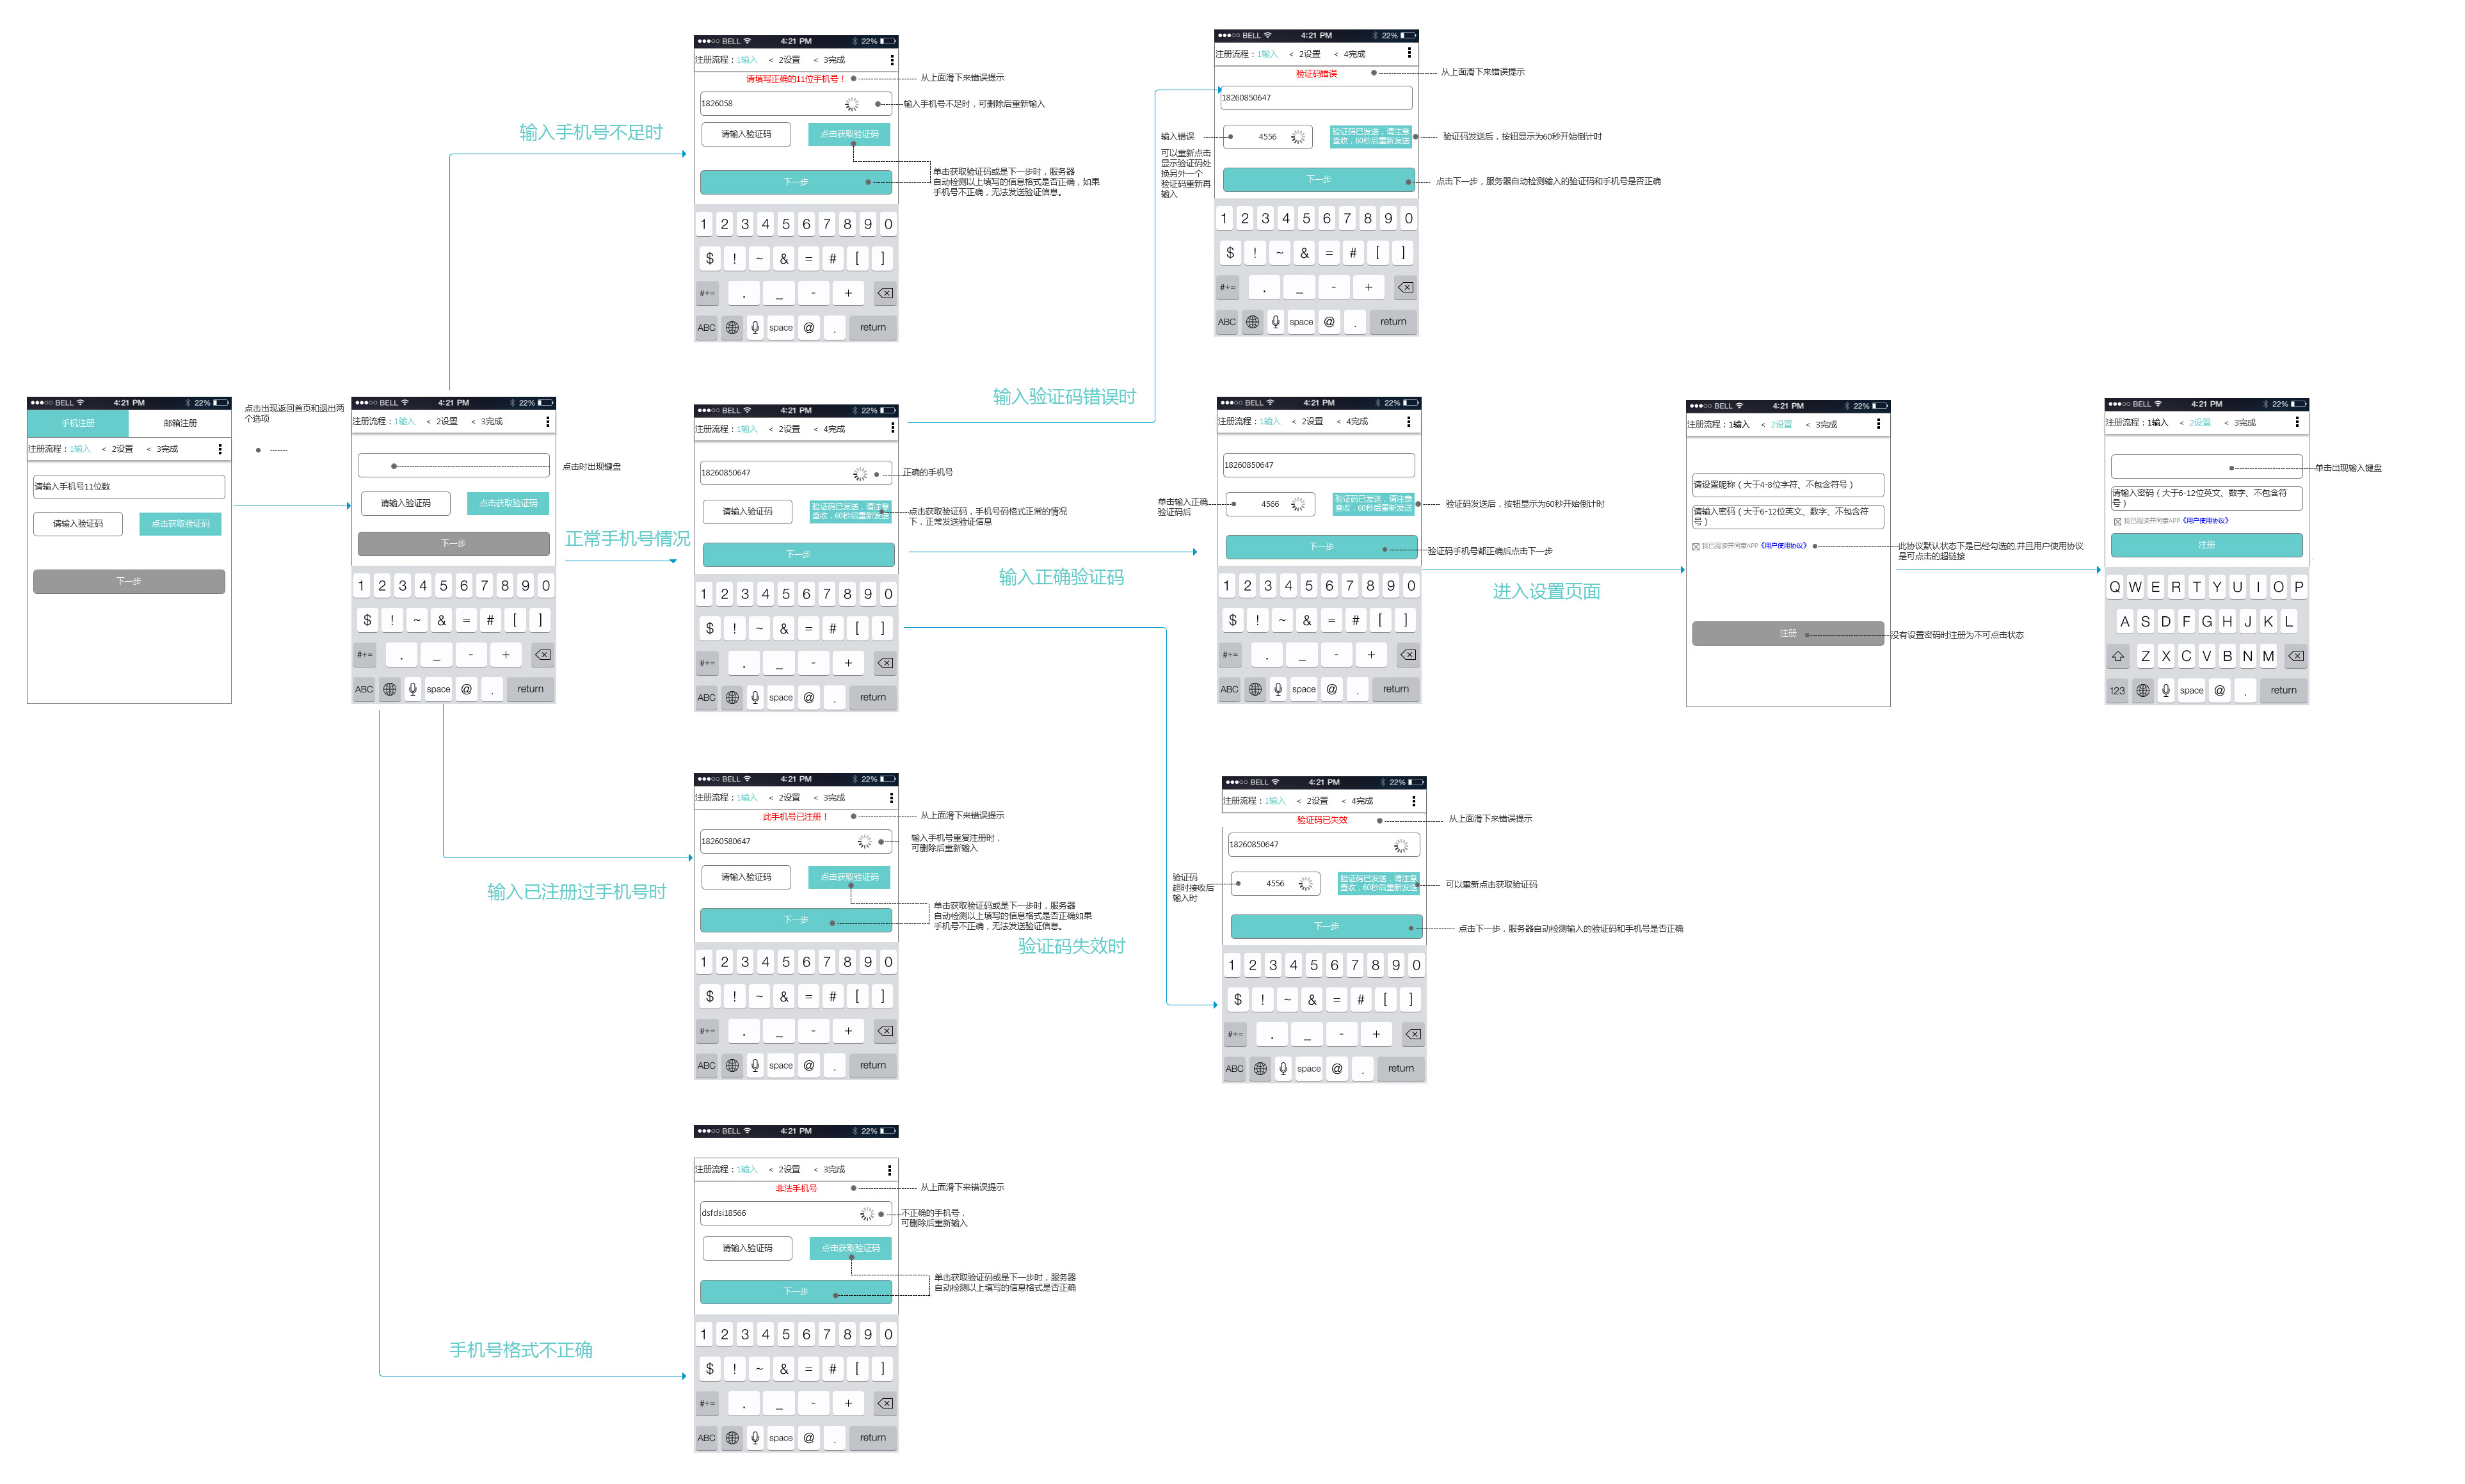 ●●●○○ BELL 4:21 PM 22%
手机注册 邮箱注册
注册流程：1输入 < 2设置 < 3完成
请输入手机号11位数
请输入验证码 点击获取验证码
下一步
点击出现返回首页和退出两
个选项
●●●○○ BELL 4:21 PM 22%
注册流程：1输入 < 2设置 < 3完成
点击时出现键盘
请输入验证码 点击获取验证码
下一步
1 2 3 4 5 6 7 8 9 0
$ ! ~ & = # [ ]
#+= . _ - +
ABC space @ . return
输入手机号不足时
●●●○○ BELL 4:21 PM 22%
注册流程：1输入 < 2设置 < 3完成
请填写正确的11位手机号！
从上面滑下来错误提示
1826058
输入手机号不足时，可删除后重新输入
请输入验证码 点击获取验证码
单击获取验证码或是下一步时，服务器
自动检测以上填写的信息格式是否正确，如果
手机号不正确，无法发送验证信息。
下一步
1 2 3 4 5 6 7 8 9 0
$ ! ~ & = # [ ]
#+= . _ - +
ABC space @ . return
正常手机号情况
●●●○○ BELL 4:21 PM 22%
注册流程：1输入 < 2设置 < 4完成
18260850647
正确的手机号
请输入验证码
验证码已发送，请注意
查收，60秒后重新发送
点击获取验证码，手机号码格式正常的情况
下，正常发送验证信息
下一步
1 2 3 4 5 6 7 8 9 0
$ ! ~ & = # [ ]
#+= . _ - +
ABC space @ . return
输入已注册过手机号时
●●●○○ BELL 4:21 PM 22%
注册流程：1输入 < 2设置 < 3完成
此手机号已注册！
从上面滑下来错误提示
18260580647
输入手机号重复注册时，
可删除后重新输入
请输入验证码 点击获取验证码
单击获取验证码或是下一步时，服务器
自动检测以上填写的信息格式是否正确如果
手机号不正确，无法发送验证信息。
下一步
1 2 3 4 5 6 7 8 9 0
$ ! ~ & = # [ ]
#+= . _ - +
ABC space @ . return
手机号格式不正确
●●●○○ BELL 4:21 PM 22%
注册流程：1输入 < 2设置 < 3完成
非法手机号
从上面滑下来错误提示
dsfdsi18566
不正确的手机号，
可删除后重新输入
请输入验证码 点击获取验证码
单击获取验证码或是下一步时，服务器
自动检测以上填写的信息格式是否正确
下一步
1 2 3 4 5 6 7 8 9 0
$ ! ~ & = # [ ]
#+= . _ - +
ABC space @ . return
输入验证码错误时
●●●○○ BELL 4:21 PM 22%
注册流程：1输入 < 2设置 < 4完成
验证码错误
从上面滑下来错误提示
18260850647
输入错误
4556
验证码已发送，请注意
查收，60秒后重新发送
验证码发送后，按钮显示为60秒开始倒计时
可以重新点击
显示验证码处
换另外一个
验证码重新再
输入
下一步
点击下一步，服务器自动检测输入的验证码和手机号是否正确
1 2 3 4 5 6 7 8 9 0
$ ! ~ & = # [ ]
#+= . _ - +
ABC space @ . return
输入正确验证码
●●●○○ BELL 4:21 PM 22%
注册流程：1输入 < 2设置 < 4完成
18260850647
单击输入正确
验证码后
4566
验证码已发送，请注意
查收，60秒后重新发送
验证码发送后，按钮显示为60秒开始倒计时
下一步
验证码手机号都正确后点击下一步
1 2 3 4 5 6 7 8 9 0
$ ! ~ & = # [ ]
#+= . _ - +
ABC space @ . return
验证码失效时
●●●○○ BELL 4:21 PM 22%
注册流程：1输入 < 2设置 < 4完成
验证码已失效
从上面滑下来错误提示
18260850647
验证码
超时接收后
输入时
4556
验证码已发送，请注意
查收，60秒后重新发送
可以重新点击获取验证码
下一步
点击下一步，服务器自动检测输入的验证码和手机号是否正确
1 2 3 4 5 6 7 8 9 0
$ ! ~ & = # [ ]
#+= . _ - +
ABC space @ . return
进入设置页面
●●●○○ BELL 4:21 PM 22%
注册流程：1输入 < 2设置 < 3完成
请设置昵称（大于4-8位字符、不包含符号）
请输入密码（大于6-12位英文、数字、不包含符
号）
我已阅读并同意APP《用户使用协议》
此协议默认状态下是已经勾选的,并且用户使用协议
是可点击的超链接
注册
没有设置密码时注册为不可点击状态
●●●○○ BELL 4:21 PM 22%
注册流程：1输入 < 2设置 < 3完成
单击出现输入键盘
请输入密码（大于6-12位英文、数字、不包含符
号）
我已阅读并同意APP《用户使用协议》
注册
Q W E R T Y U I O P
A S D F G H J K L
Z X C V B N M
123 space @ . return